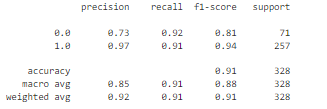 precision recall f1-score support
0.0 0.73 0.92 0.81 71
1.0 0.97 0.91 0.94 257
accuracy 0.91 328
macro avg 0.85 0.91 0.88 328
weighted avg 0.92 0.91 0.91 328